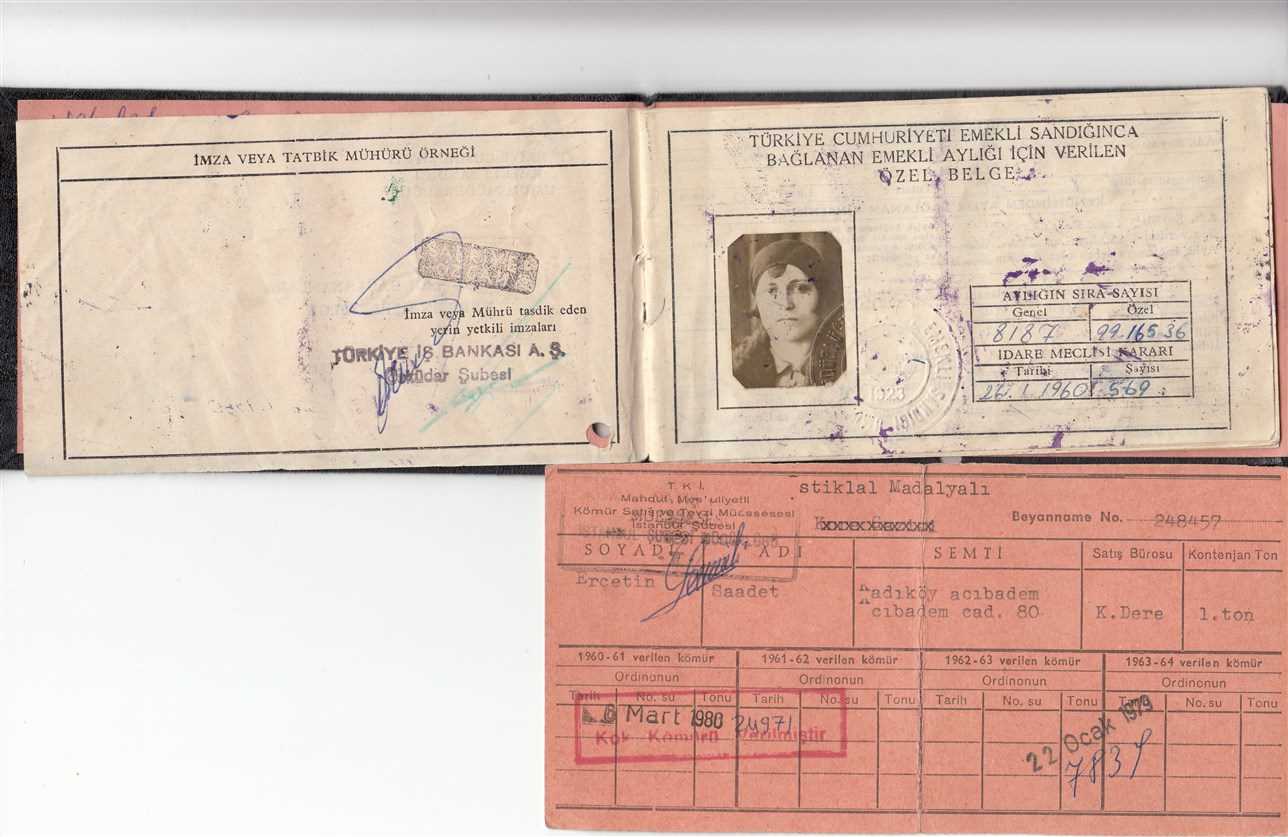 İMZA VEYA TATBİK MÜHÜRÜ ÖRNEĞİ
İmza veya Mührü tasdik eden
yerin yetkili imzaları
TÜRKİYE İŞ BANKASI A. Ş.
Üsküdar Şubesi
TÜRKİYE CUMHURİYETİ EMEKLİ SANDIĞINCA
BAĞLANAN EMEKLİ AYLIĞI İÇİN VERİLEN
ÖZEL BELGE
1923
AYLIĞIN SIRA SAYISI
Genel Özel
8187 99.165.36
İDARE MECLİSİ KARARI
Tarihi Sayısı
26.1.1960 569
T. K İ.
Mahdut Mes'uliyetli
Kömür Satış ve Tevzi Müessesesi
İstanbul Şubesi
stiklal Madalyalı
Beyanname No. 248457
SOYADI ADI SEMTİ Satış Bürosu Kontenjan Ton
Erçetin Saadet Kadıköy acıbadem
cıbadem cad. 80 K.Dere 1.ton
1960-61 verilen kömür 1961-62 verilen kömür 1962-63 verilen kömür 1963-64 verilen kömür
Ordinonun Ordinonun Ordinonun Ordinonun
Tarih No. su Tonu Tarih No. su Tonu Tarih No. su Tonu No. su Tonu
6 Mart 1980 24971
Kok Kömürü Verilmiştir
22 Ocak 1979
7834